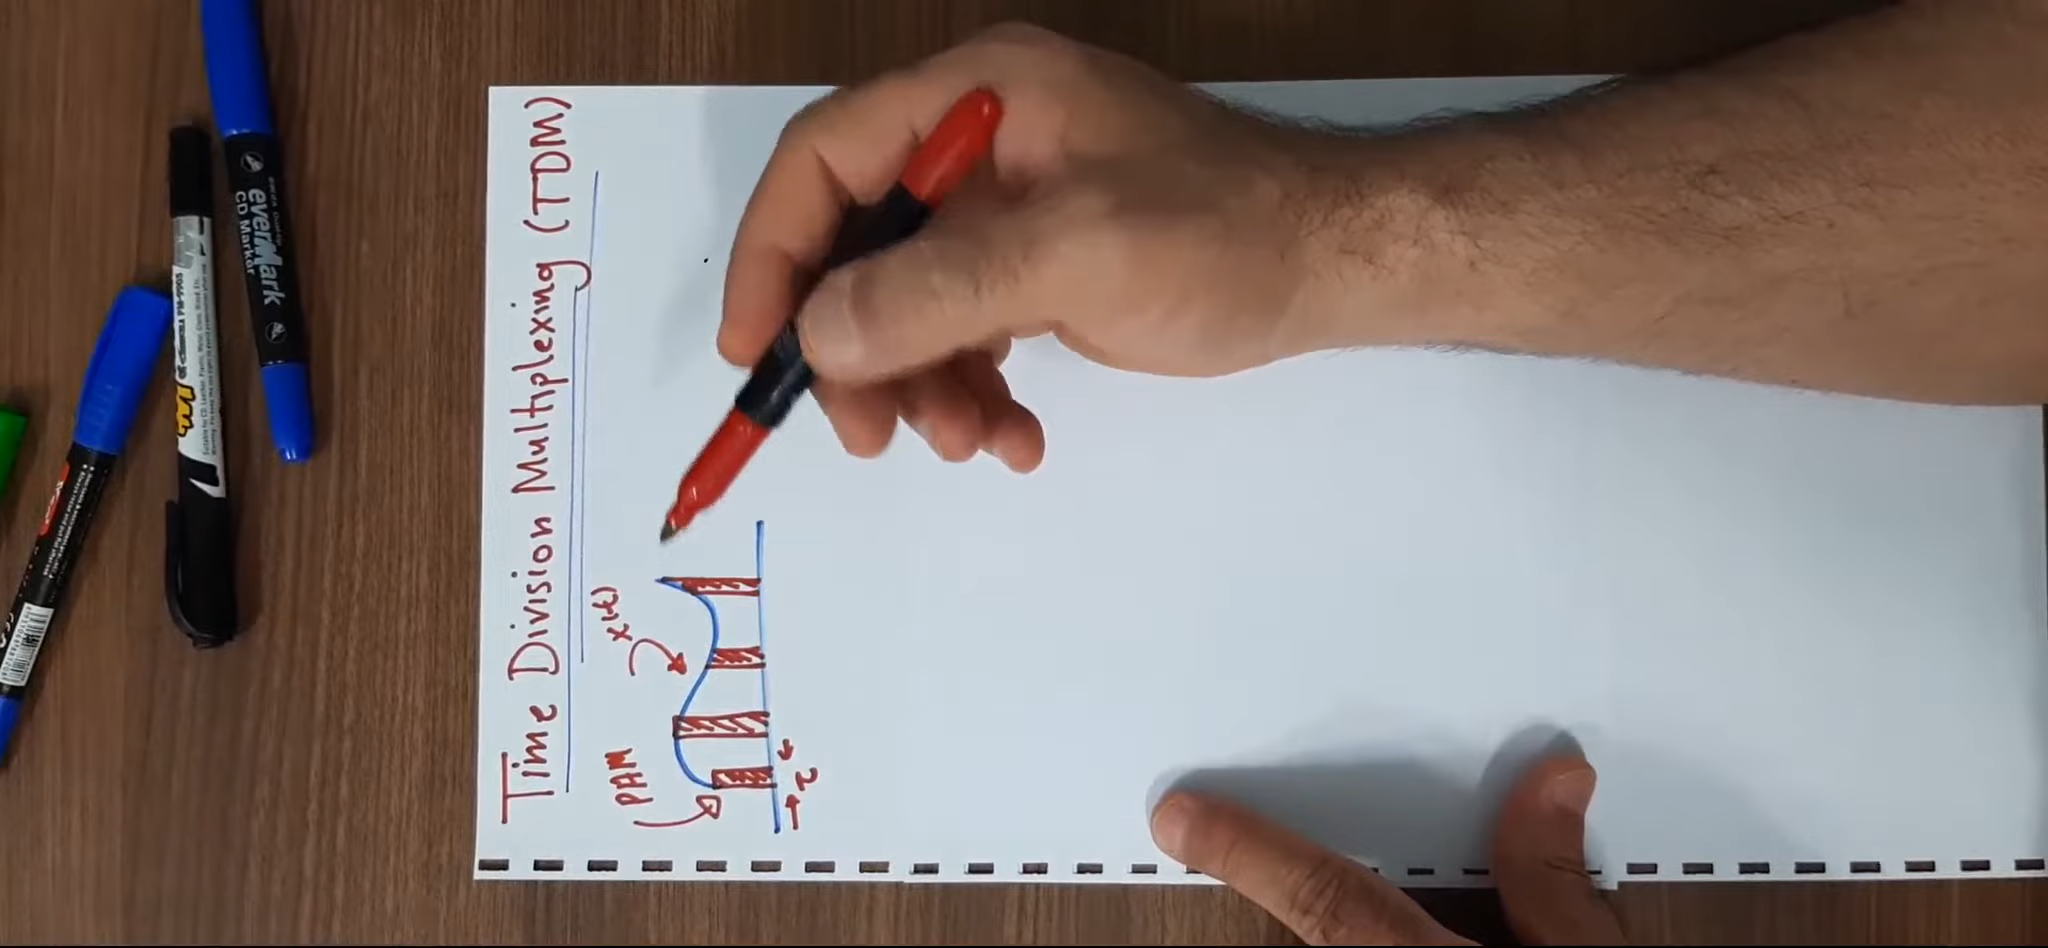 Time Division Multiplexing (TDM)
x(t)
PAM
τ
everMark
CD Marker